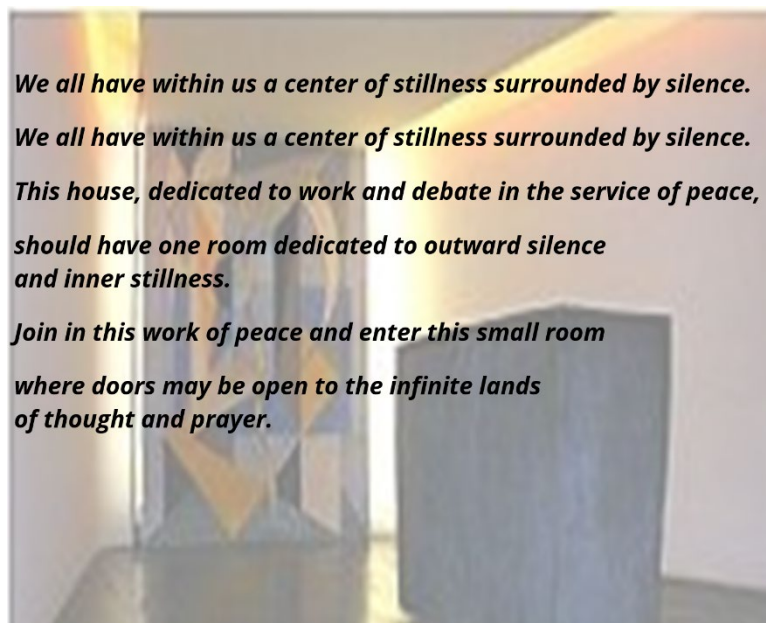 We all have within us a center of stillness surrounded by silence.
We all have within us a center of stillness surrounded by silence.
This house, dedicated to work and debate in the service of peace,
should have one room dedicated to outward silence
and inner stillness.
Join in this work of peace and enter this small room
where doors may be open to the infinite lands
of thought and prayer.